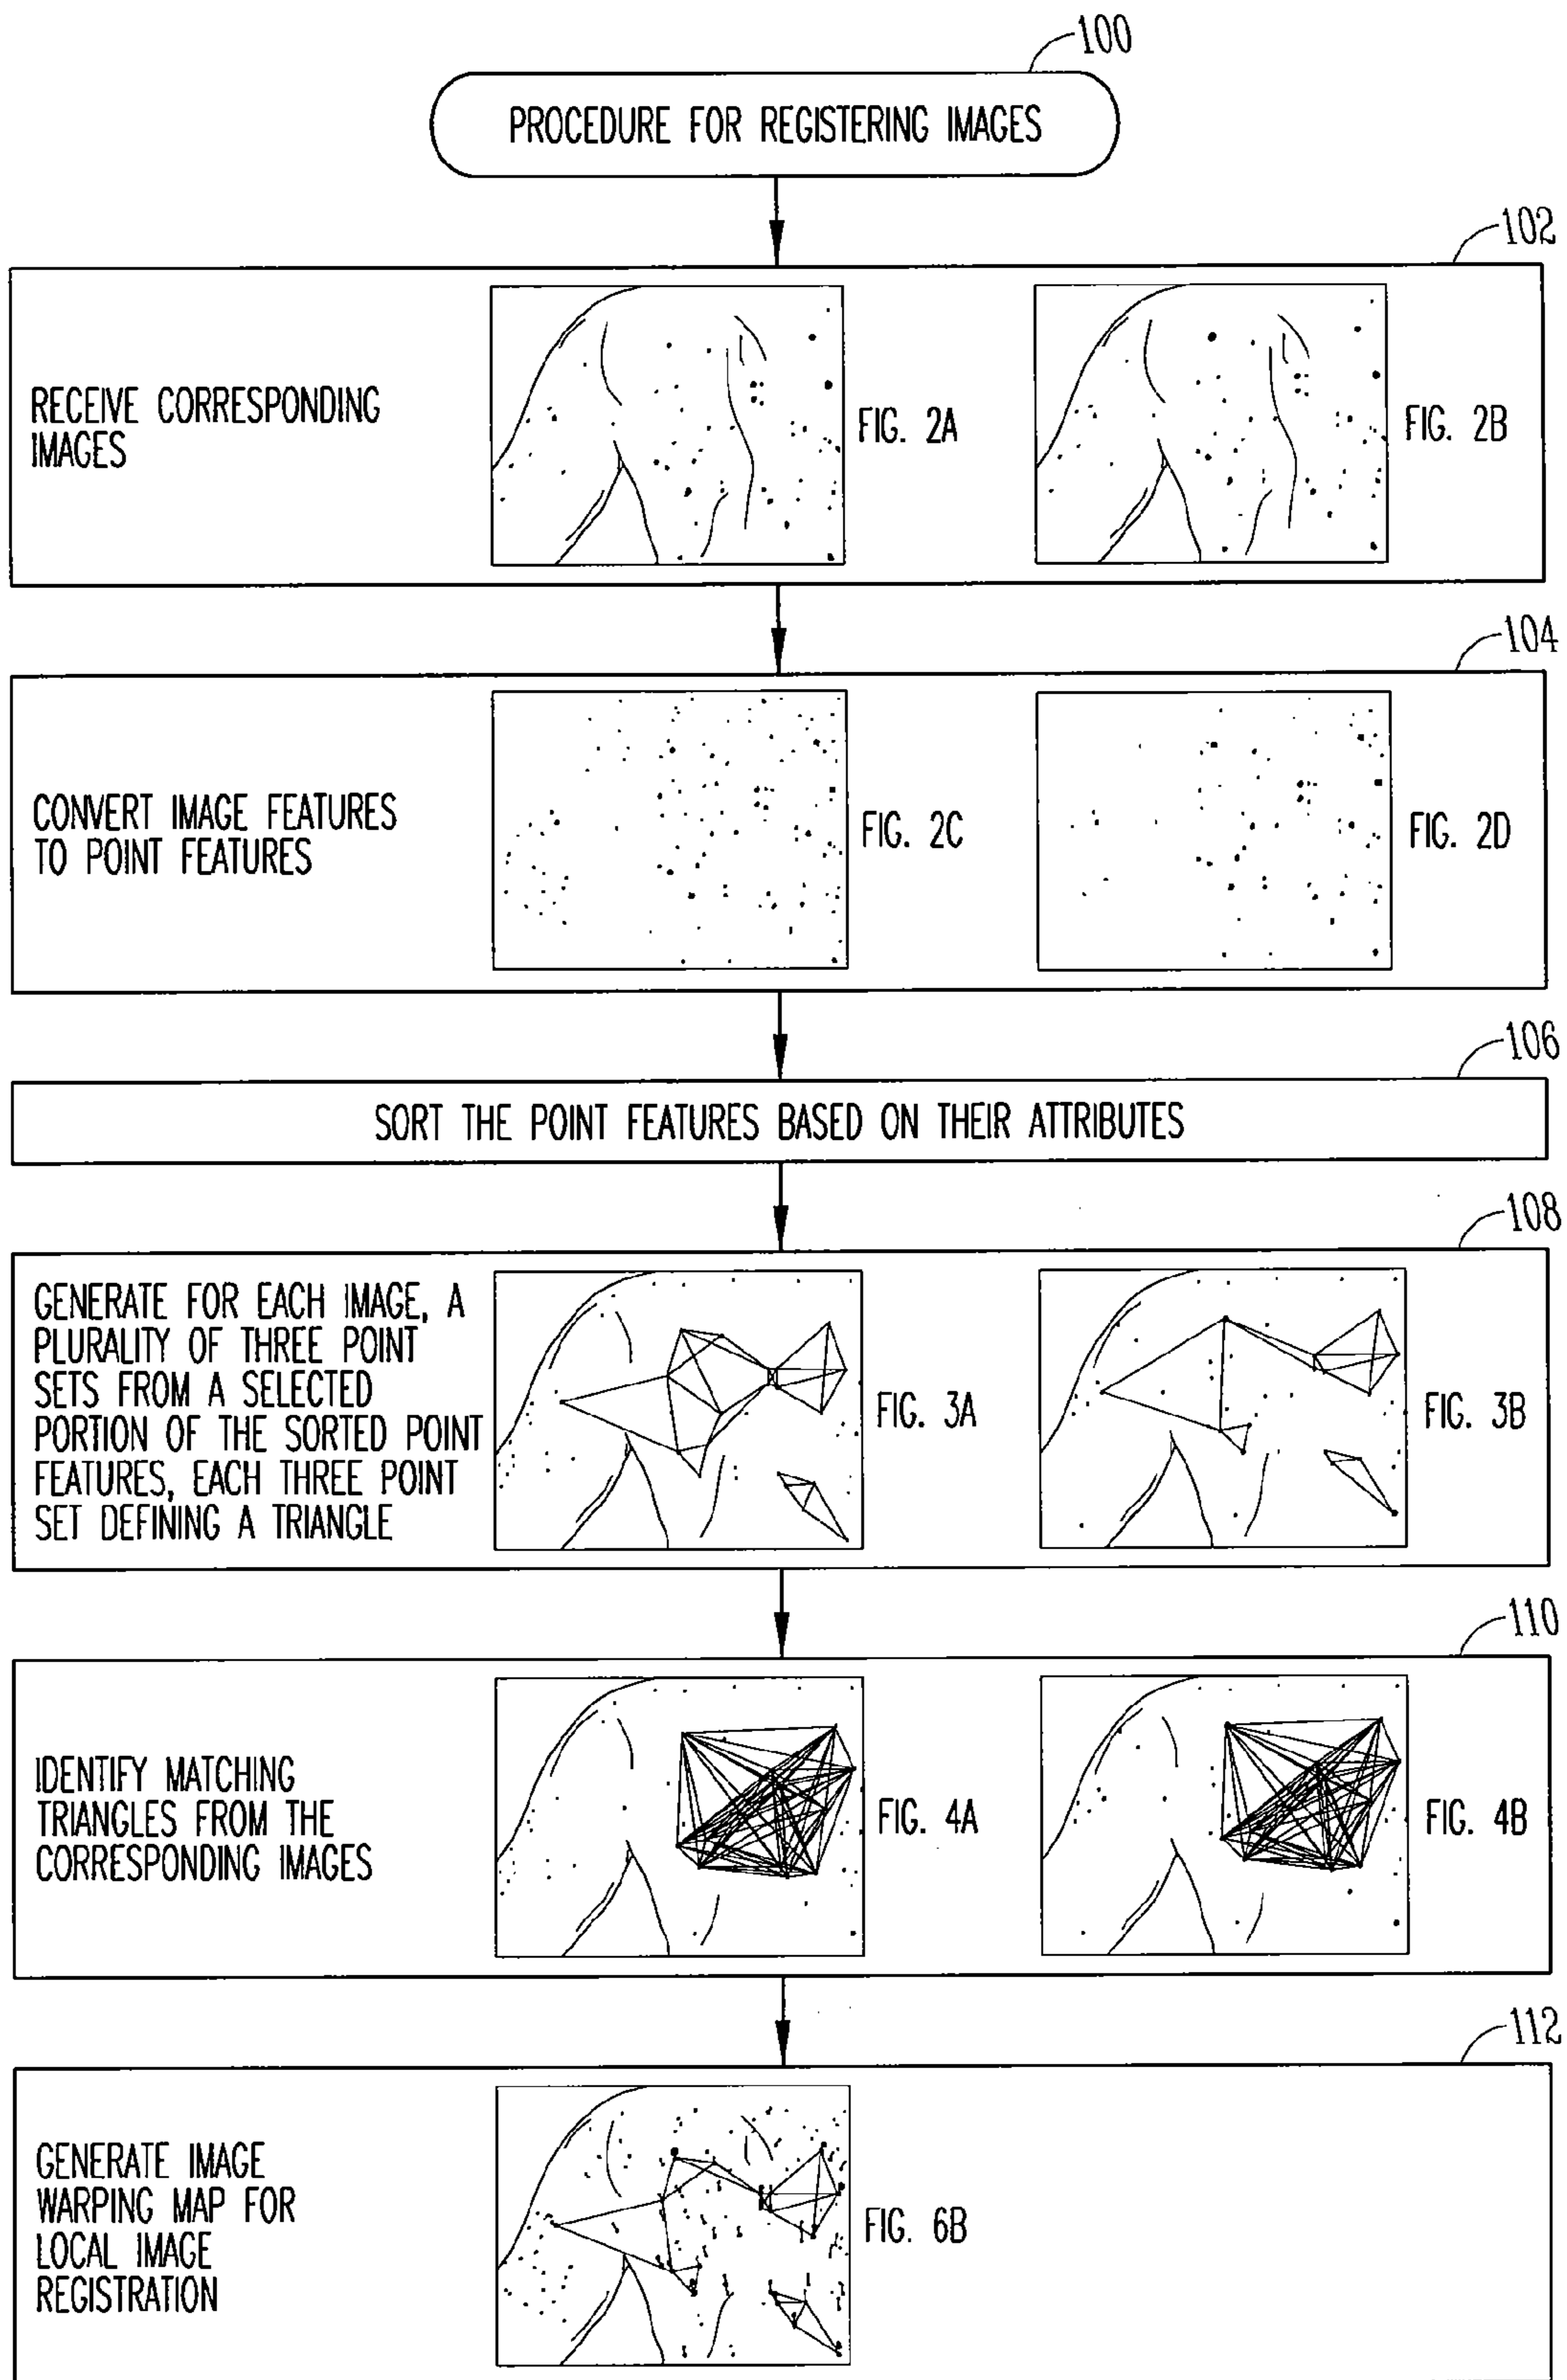 100
PROCEDURE FOR REGISTERING IMAGES
102
RECEIVE CORRESPONDING
IMAGES
FIG. 2A
FIG. 2B
104
CONVERT IMAGE FEATURES
TO POINT FEATURES
FIG. 2C
FIG. 2D
106
SORT THE POINT FEATURES BASED ON THEIR ATTRIBUTES
108
GENERATE FOR EACH IMAGE, A
PLURALITY OF THREE POINT
SETS FROM A SELECTED
PORTION OF THE SORTED POINT
FEATURES, EACH THREE POINT
SET DEFINING A TRIANGLE
FIG. 3A
FIG. 3B
110
IDENTIFY MATCHING
TRIANGLES FROM THE
CORRESPONDING IMAGES
FIG. 4A
FIG. 4B
112
GENERATE IMAGE
WARPING MAP FOR
LOCAL IMAGE
REGISTRATION
FIG. 6B